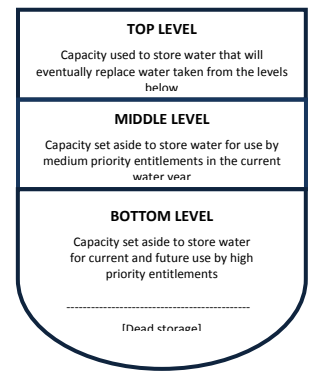 TOP LEVEL
Capacity used to store water that will
eventually replace water taken from the levels
below
MIDDLE LEVEL
Capacity set aside to store water for use by
medium priority entitlements in the current
water year
BOTTOM LEVEL
Capacity set aside to store water
for current and future use by high
priority entitlements
--------------------------------------------
[Dead storage]